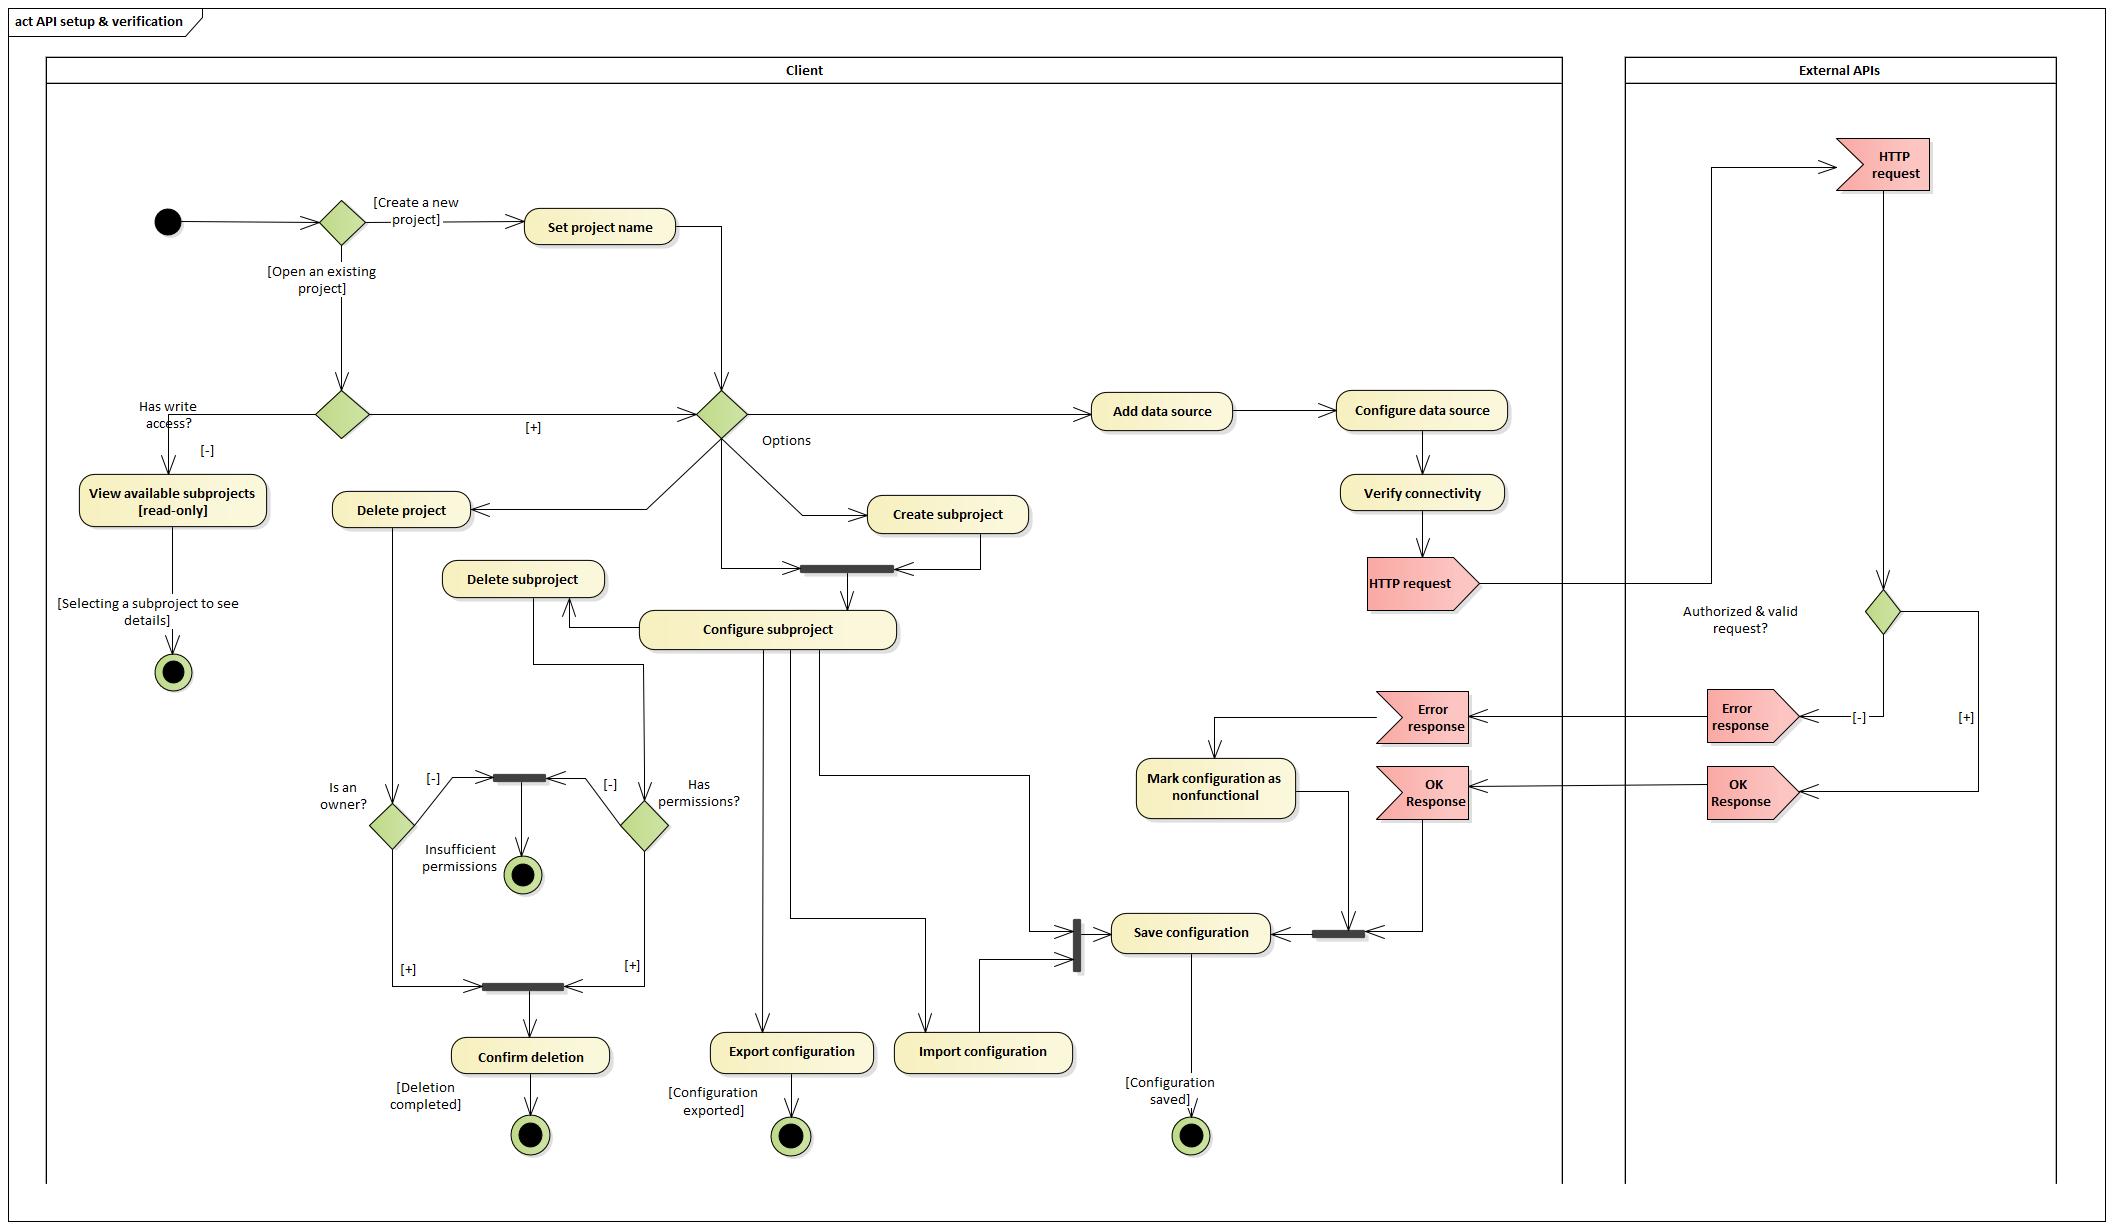 act API setup & verification
Client
External APIs
HTTP
request
[Create a new
project]
Set project name
[Open an existing
project]
Has write
access?
[-]
[+]
Options
Add data source
Configure data source
View available subprojects
[read-only]
Delete project
Create subproject
Verify connectivity
Delete subproject
HTTP request
[Selecting a subproject to see
details]
Configure subproject
Authorized & valid
request?
Error
response
Error
response
[-]
[+]
Mark configuration as
nonfunctional
OK
Response
OK
Response
Is an
owner?
[-]
[-]
Has
permissions?
Insufficient
permissions
Save configuration
[+]
[+]
Confirm deletion
Export configuration
Import configuration
[Deletion
completed]
[Configuration
exported]
[Configuration
saved]